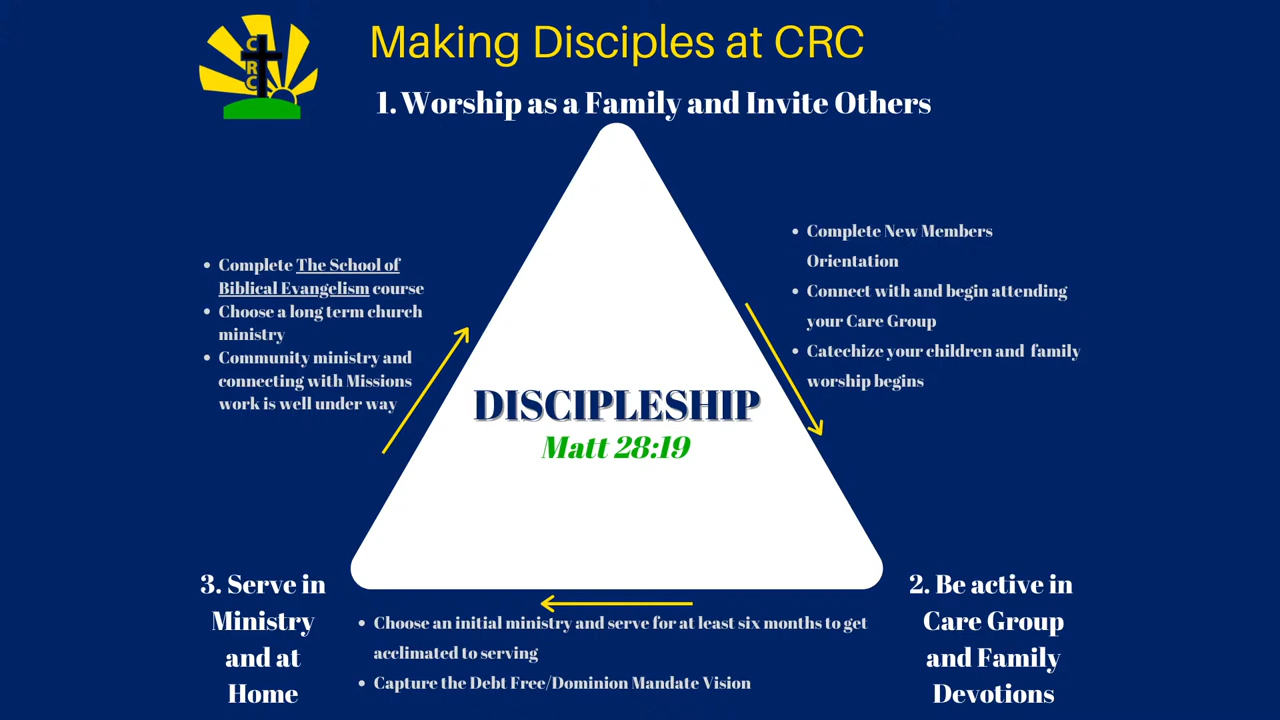 CRC
Making Disciples at CRC
1. Worship as a Family and Invite Others
• Complete New Members
Orientation
• Connect with and begin attending
your Care Group
• Catechize your children and family
worship begins
• Complete The School of
Biblical Evangelism course
• Choose a long term church
ministry
• Community ministry and
connecting with Missions
work is well under way
DISCIPLESHIP
Matt 28:19
2. Be active in
Care Group
and Family
Devotions
3. Serve in
Ministry
and at
Home
• Choose an initial ministry and serve for at least six months to get
acclimated to serving
• Capture the Debt Free/Dominion Mandate Vision